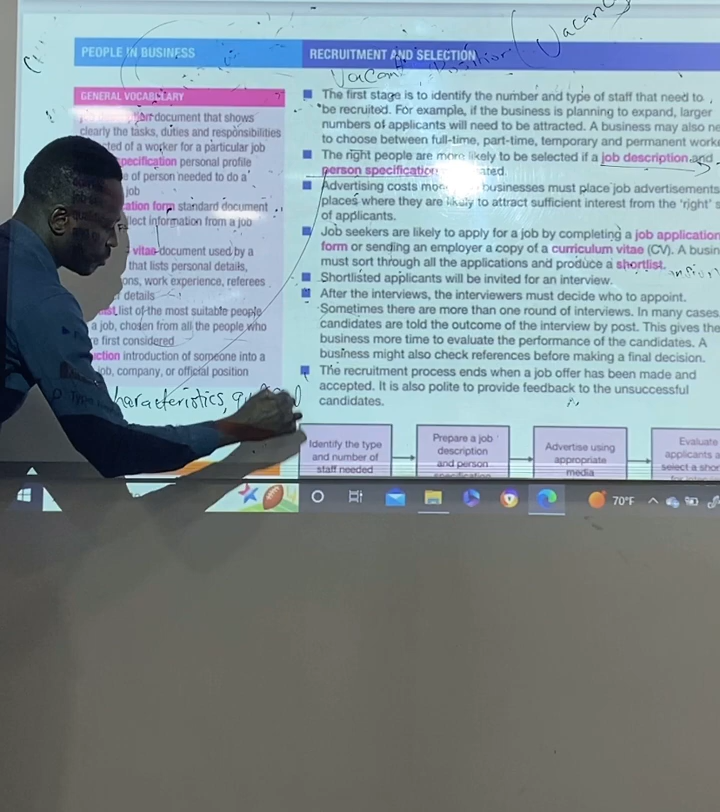 Vacancy
PEOPLE IN BUSINESS
RECRUITMENT AND SELECTION
Vacant Position
GENERAL VOCABULARY
document that shows
clearly the tasks, duties and responsibilities
of a worker for a particular job
specification personal profile
of person needed to do a
job
form standard document
information from a job
vitae document used by a
that lists personal details,
work experience, referees
details
list of the most suitable people
a job, chosen from all the people who
first considered
introduction of someone into a
job, company, or official position
characteristics,
■ The first stage is to identify the number and type of staff that need to
be recruited. For example, if the business is planning to expand, larger
numbers of applicants will need to be attracted. A business may also
to choose between full-time, part-time, temporary and permanent
■ The right people are more likely to be selected if a job description and
person specification
■ Advertising costs businesses must place job advertisements
places where they are likely to attract sufficient interest from the 'right'
of applicants.
■ Job seekers are likely to apply for a job by completing a job application
form or sending an employer a copy of a curriculum vitae (CV). A
must sort through all the applications and produce a shortlist.
■ Shortlisted applicants will be invited for an interview.
■ After the interviews, the interviewers must decide who to appoint.
Sometimes there are more than one round of interviews. In many cases
candidates are told the outcome of the interview by post. This gives the
business more time to evaluate the performance of the candidates. A
business might also check references before making a final decision.
■ The recruitment process ends when a job offer has been made and
accepted. It is also polite to provide feedback to the unsuccessful
candidates.
Identify the type
and number of
staff needed
Prepare a job
description
and person
specification
Advertise using
appropriate
media
Evaluate
applicants
select a
70°F